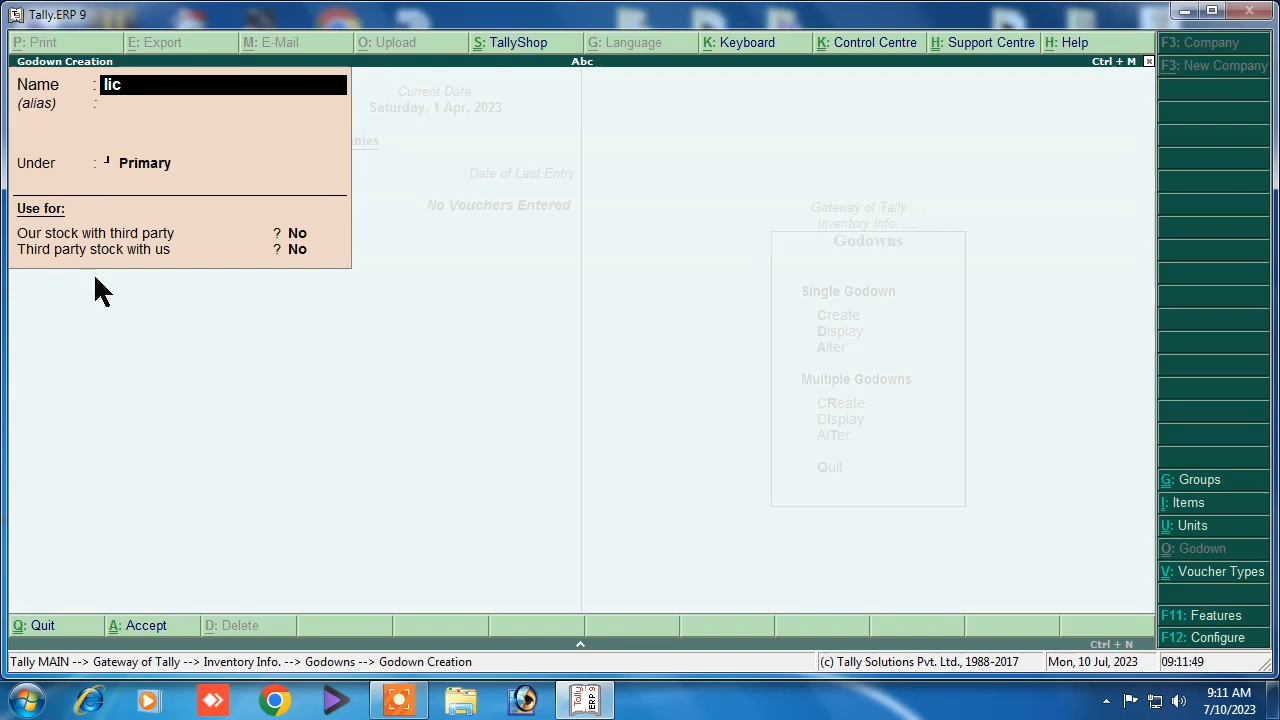 Tally.ERP 9
P: Print E: Export M: E-Mail O: Upload S: TallyShop G: Language K: Keyboard K: Control Centre H: Support Centre H: Help
F3: Company
F3: New Company
Godown Creation Abc Ctrl + M
Name : lic
(alias) :
Under : Primary
Use for:
Our stock with third party ? No
Third party stock with us ? No
Current Date
Saturday, 1 Apr, 2023
nies
Date of Last Entry
No Vouchers Entered
Gateway of Tally ....
Inventory Info. ....
Godowns
Single Godown
Create
Display
Alter
Multiple Godowns
CReate
DIsplay
AlTer
Quit
G: Groups
I: Items
U: Units
O: Godown
V: Voucher Types
F11: Features
F12: Configure
Q: Quit A: Accept D: Delete
Ctrl + N
Tally MAIN --> Gateway of Tally --> Inventory Info. --> Godowns --> Godown Creation (c) Tally Solutions Pvt. Ltd., 1988-2017 Mon, 10 Jul, 2023 09:11:49
9:11 AM
7/10/2023